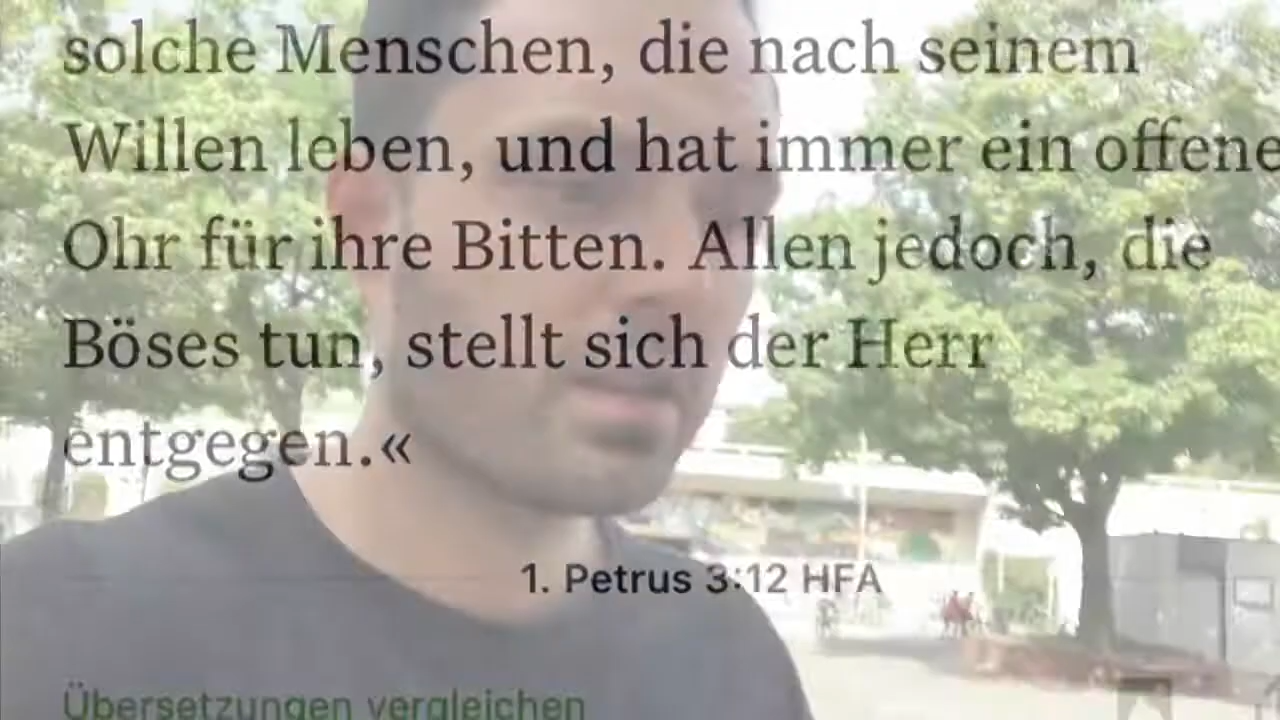 solche Menschen, die nach seinem
Willen leben, und hat immer ein offene
Ohr für ihre Bitten. Allen jedoch, die
Böses tun, stellt sich der Herr
entgegen.«
1. Petrus 3:12 HFA
Übersetzungen vergleichen